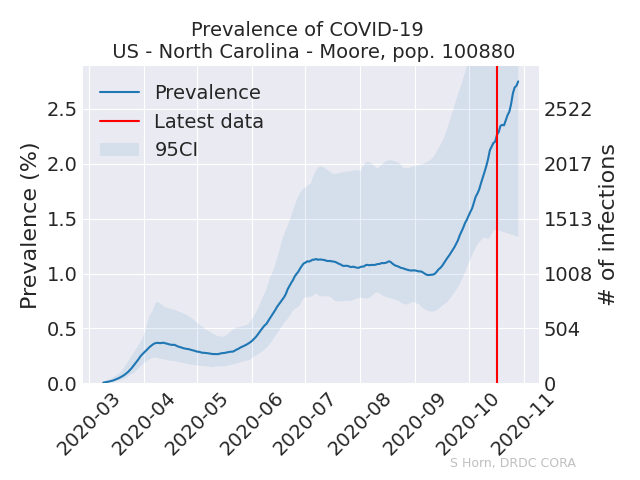 Prevalence of COVID-19
US - North Carolina - Moore, pop. 100880
Prevalence
Latest data
95CI
Prevalence (%)
2.5
2.0
1.5
1.0
0.5
0.0
2522
2017
1513
1008
504
0
# of infections
2020-03
2020-04
2020-05
2020-06
2020-07
2020-08
2020-09
2020-10
2020-11
S Horn, DRDC CORA